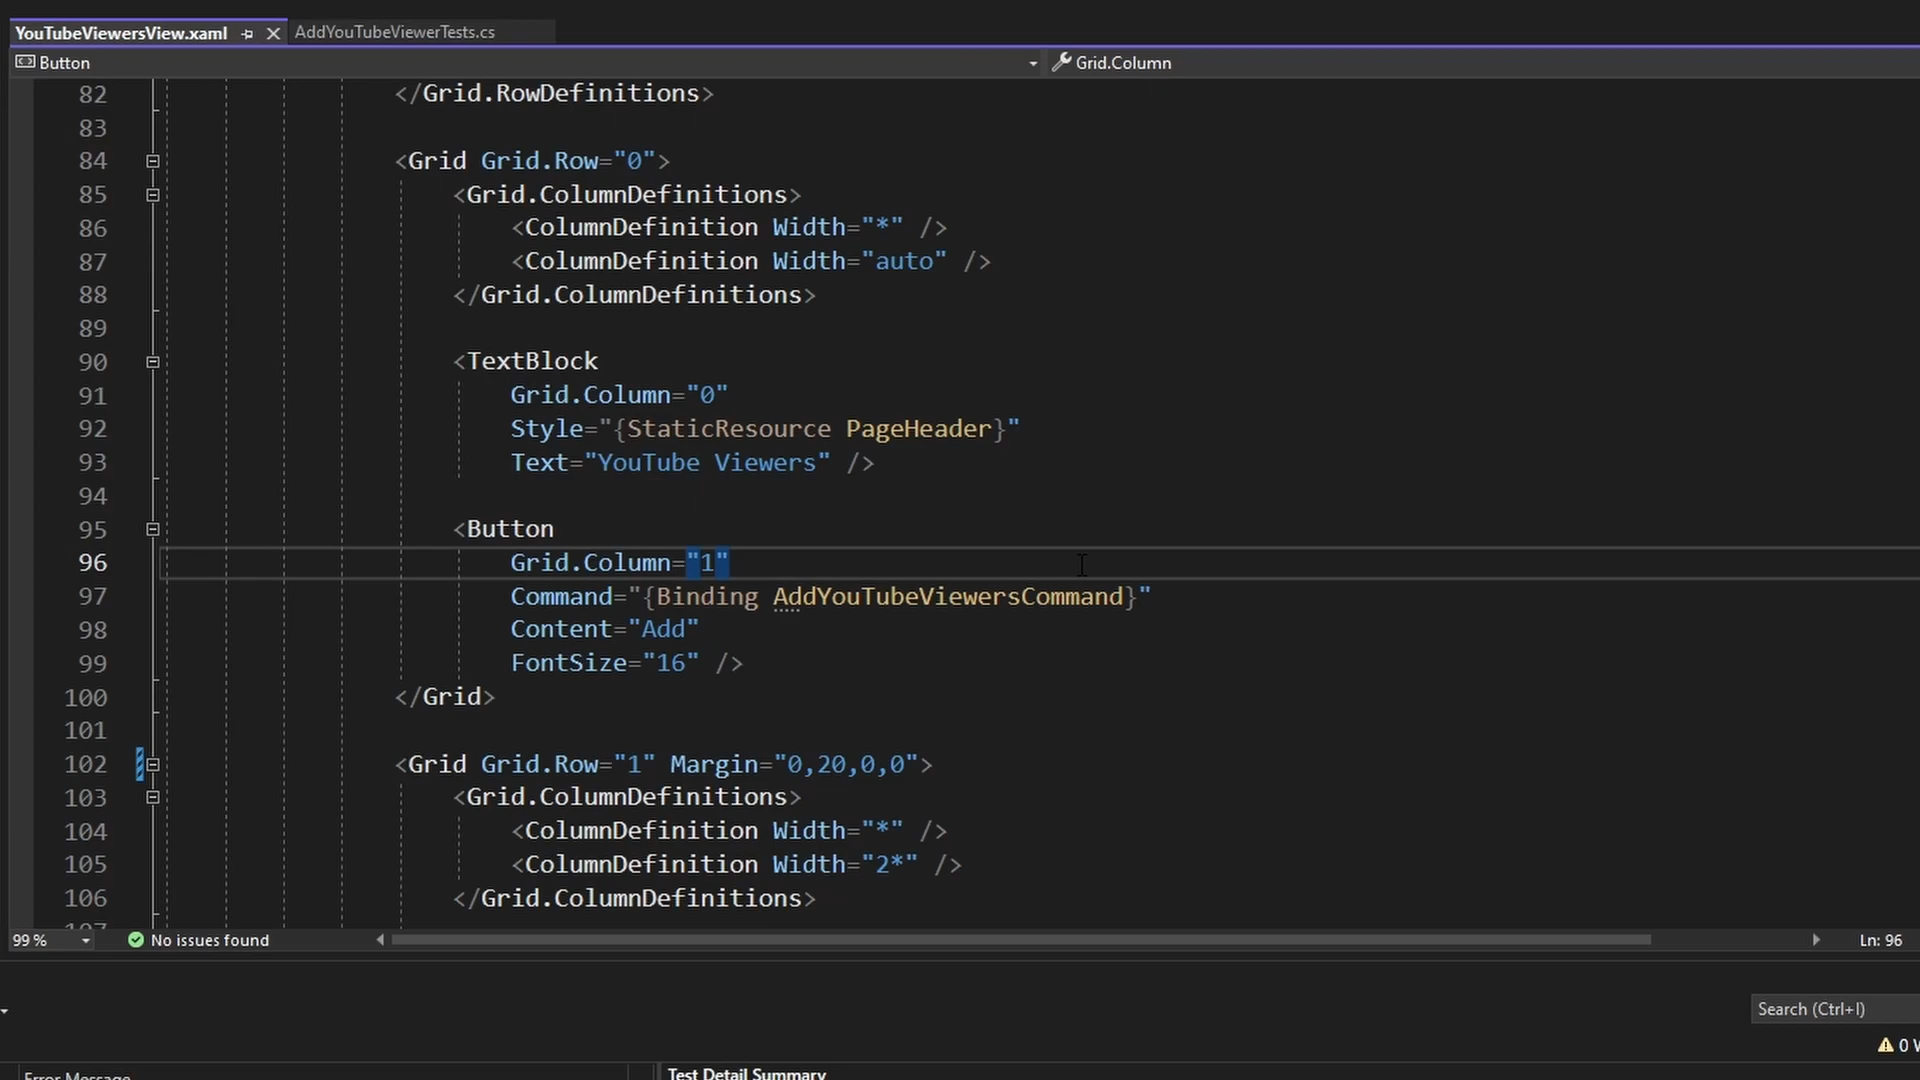 YouTubeViewersView.xaml
AddYouTubeViewerTests.cs
Button
Grid.Column
82 </Grid.RowDefinitions>
83
84 <Grid Grid.Row="0">
85 <Grid.ColumnDefinitions>
86 <ColumnDefinition Width="*" />
87 <ColumnDefinition Width="auto" />
88 </Grid.ColumnDefinitions>
89
90 <TextBlock
91 Grid.Column="0"
92 Style="{StaticResource PageHeader}"
93 Text="YouTube Viewers" />
94
95 <Button
96 Grid.Column="1"
97 Command="{Binding AddYouTubeViewersCommand}"
98 Content="Add"
99 FontSize="16" />
100 </Grid>
101
102 <Grid Grid.Row="1" Margin="0,20,0,0">
103 <Grid.ColumnDefinitions>
104 <ColumnDefinition Width="*" />
105 <ColumnDefinition Width="2*" />
106 </Grid.ColumnDefinitions>
107
99 %
No issues found
Ln: 96
Search (Ctrl+I)
0 W
Error Message
Test Detail Summary